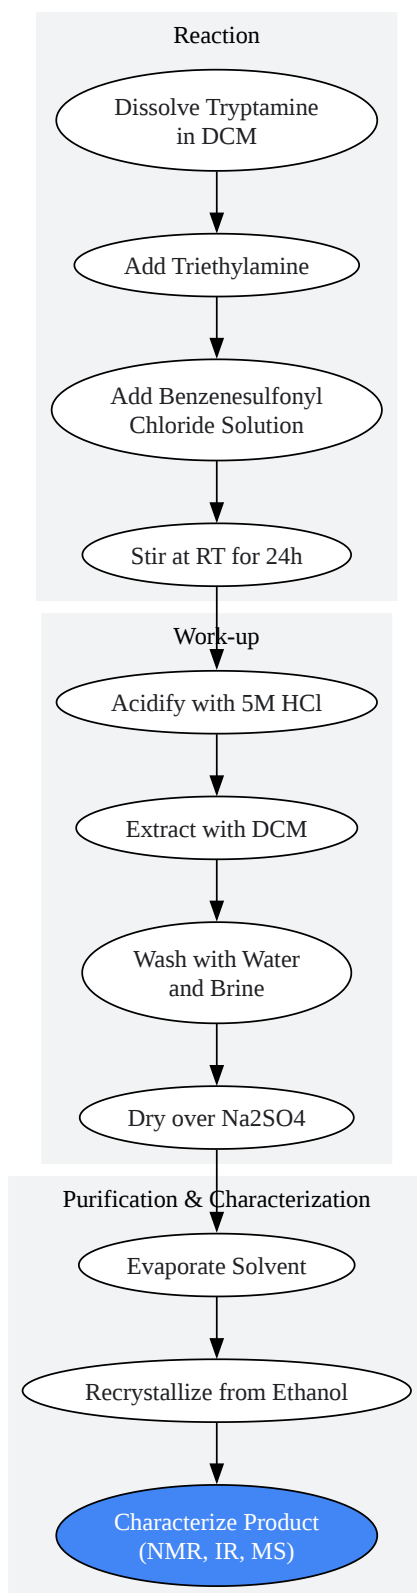 Reaction
Dissolve Tryptamine
in DCM
Add Triethylamine
Add Benzenesulfonyl
Chloride Solution
Stir at RT for 24h
Work-up
Acidify with 5M HCl
Extract with DCM
Wash with Water
and Brine
Dry over Na2SO4
Purification & Characterization
Evaporate Solvent
Recrystallize from Ethanol
Characterize Product
(NMR, IR, MS)